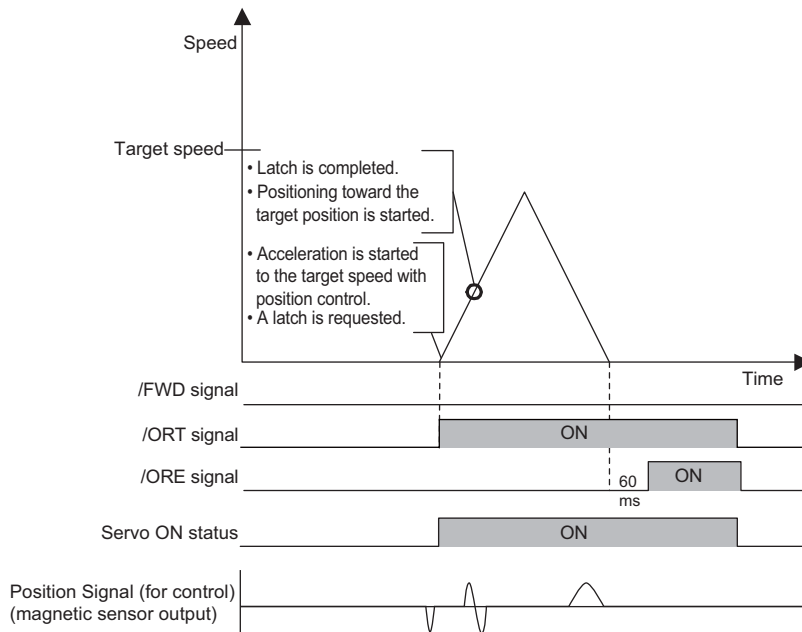 Speed
Target speed
• Latch is completed.
• Positioning toward the
target position is started.
• Acceleration is started
to the target speed with
position control.
• A latch is requested.
Time
/FWD signal
/ORT signal
ON
/ORE signal
60
ms
ON
Servo ON status
ON
Position Signal (for control)
(magnetic sensor output)